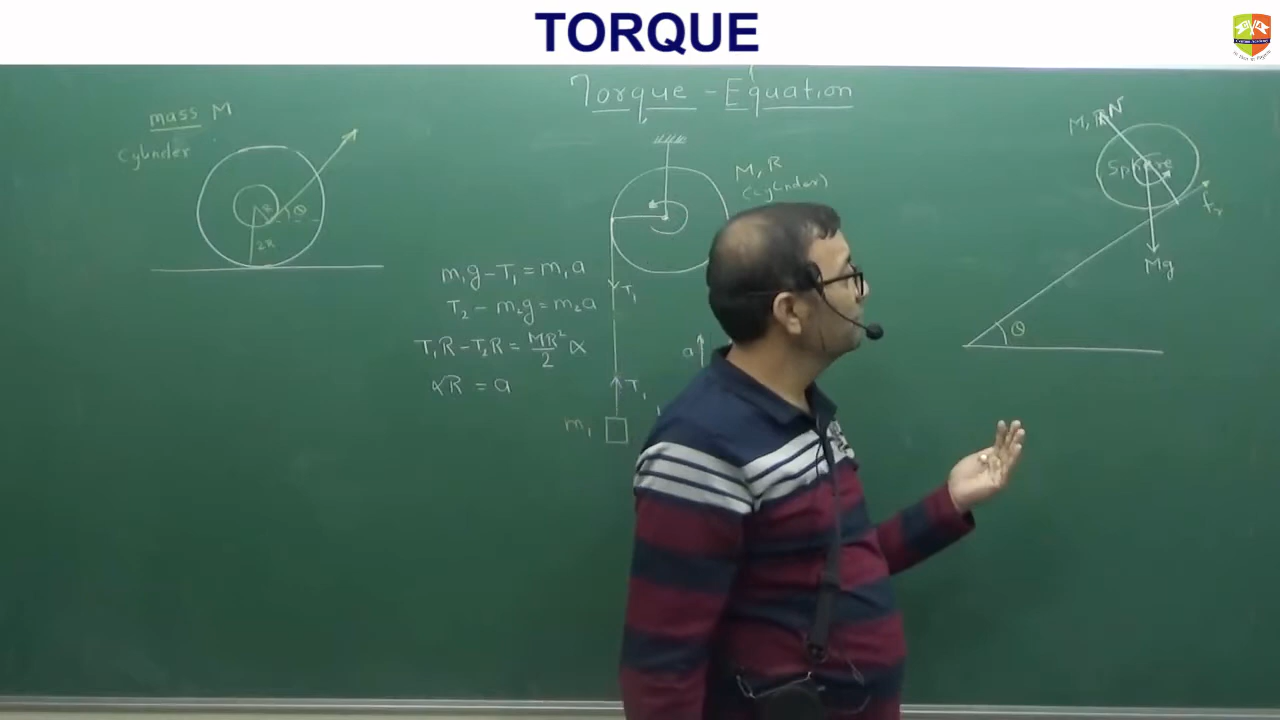 TORQUE
Torque - Equation
mass M
Cylinder
R
θ
2R
M, R
(cylinder)
m₁g - T₁ = m₁a
T₂ - m₂g = m₂a
T₁R - T₂R = MR²/2 α
αR = a
T₁
T₁
m₁
a
M, R N
Sphere
fr
Mg
θ